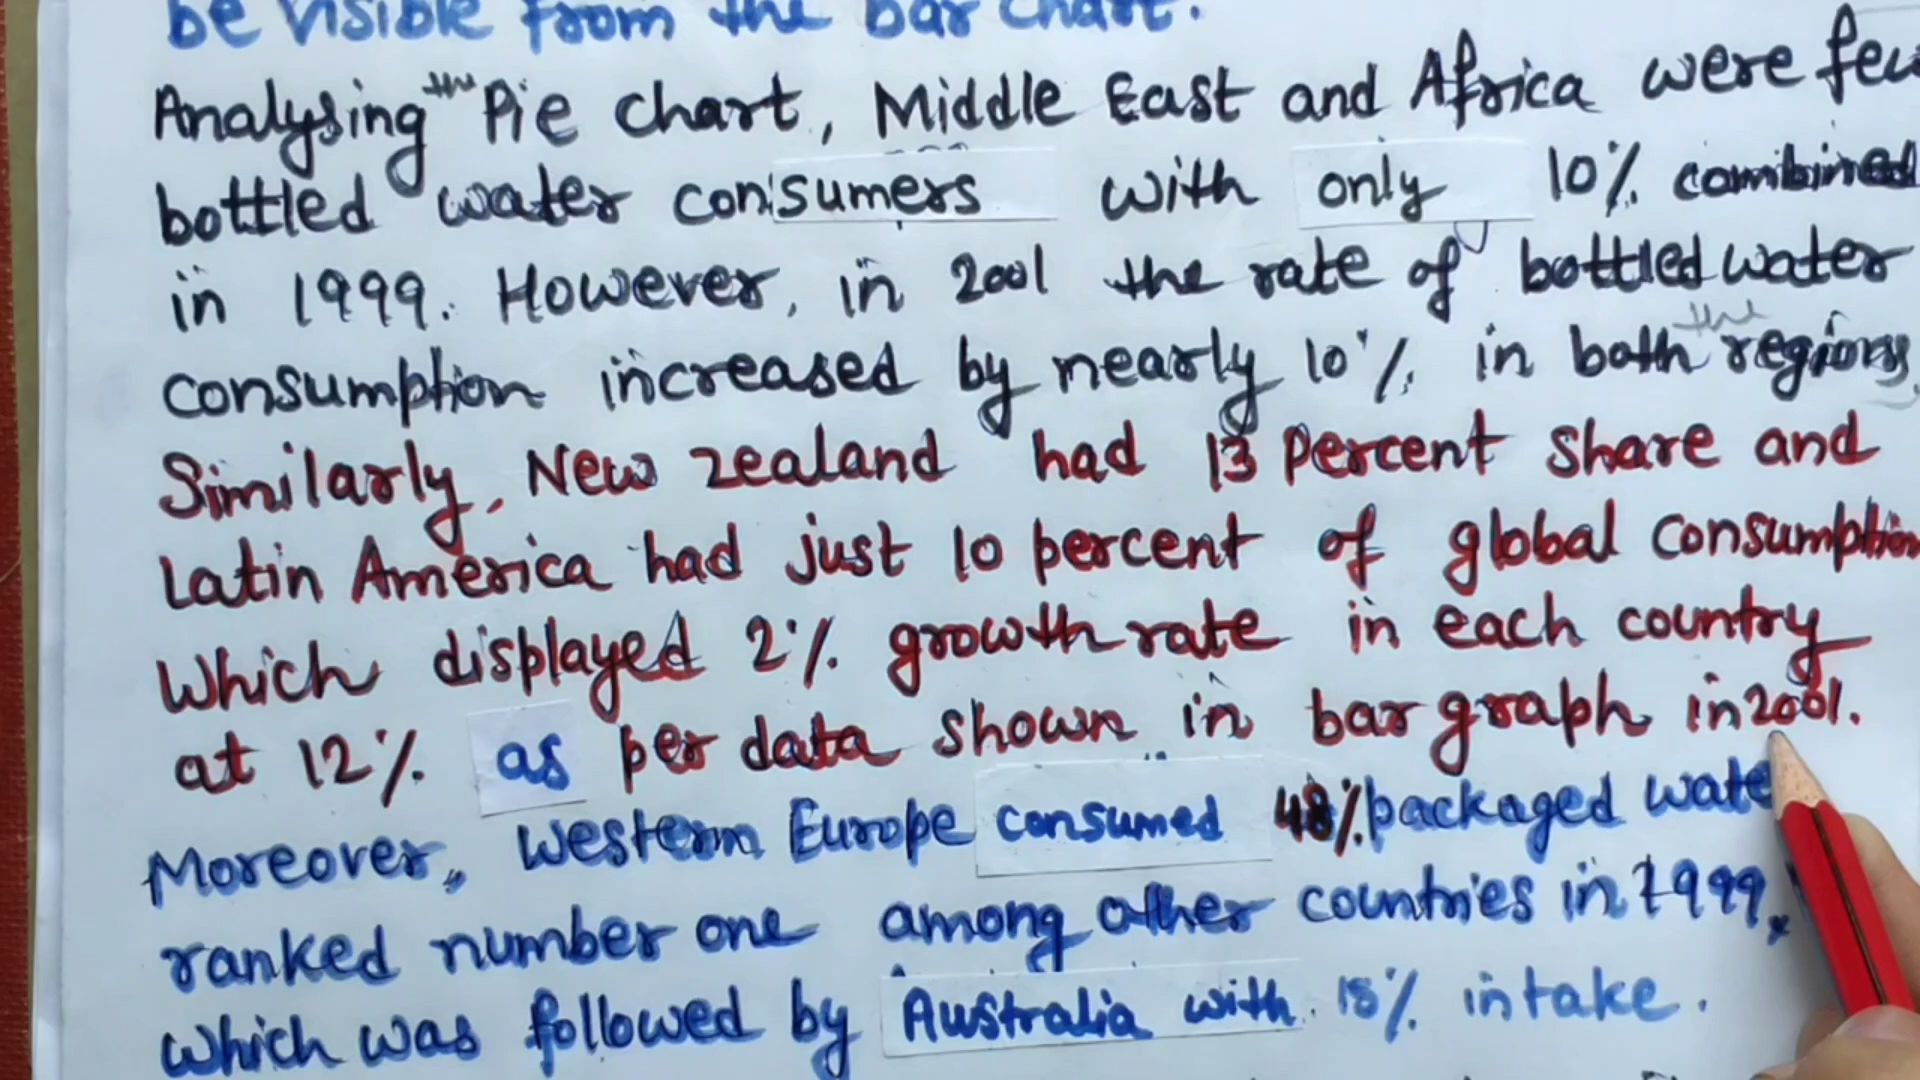 be visible from the bar chart.
Analysing the Pie chart, Middle East and Africa were few
bottled water consumers with only 10% combined
in 1999. However, in 2001 the rate of bottled water
consumption increased by nearly 10% in both the regions.
Similarly, New zealand had 13 percent share and
Latin America had just 10 percent of global consumption
which displayed 2% growth rate in each country
at 12% as per data shown in bar graph in 2001.
Moreover, Western Europe consumed 48% packaged wate
ranked number one among other countries in 1999,
which was followed by Australia with 18% intake.